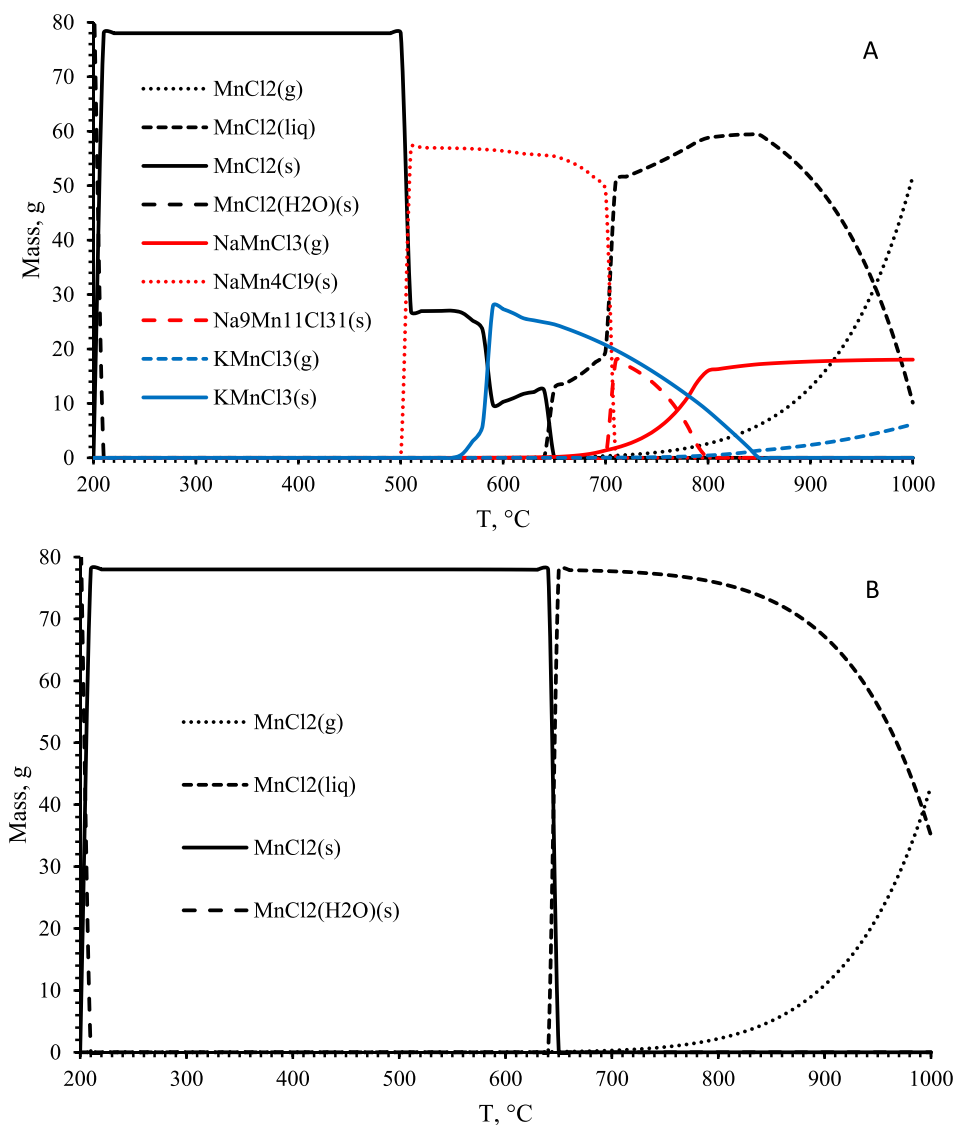 A
80
70
60
50
40
30
20
10
0
Mass, g
MnCl2(g)
MnCl2(liq)
MnCl2(s)
MnCl2(H2O)(s)
NaMnCl3(g)
NaMn4Cl9(s)
Na9Mn11Cl31(s)
KMnCl3(g)
KMnCl3(s)
200 300 400 500 600 700 800 900 1000
T, °C
B
80
70
60
50
40
30
20
10
0
Mass, g
MnCl2(g)
MnCl2(liq)
MnCl2(s)
MnCl2(H2O)(s)
200 300 400 500 600 700 800 900 1000
T, °C